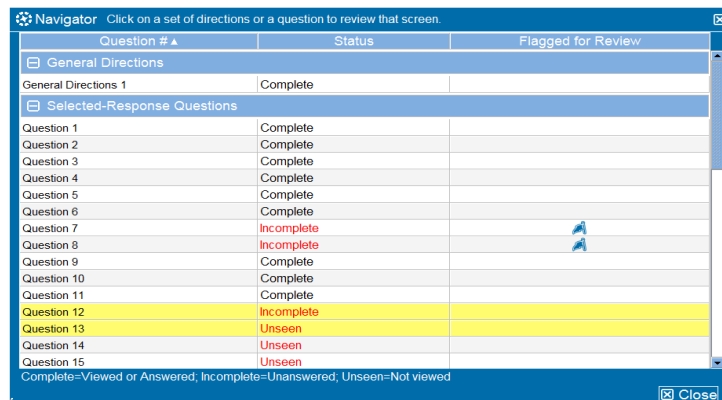 Navigator Click on a set of directions or a question to review that screen.
Question # Status Flagged for Review
General Directions
General Directions 1 Complete
Selected-Response Questions
Question 1 Complete
Question 2 Complete
Question 3 Complete
Question 4 Complete
Question 5 Complete
Question 6 Complete
Question 7 Incomplete
Question 8 Incomplete
Question 9 Complete
Question 10 Complete
Question 11 Complete
Question 12 Incomplete
Question 13 Unseen
Question 14 Unseen
Question 15 Unseen
Complete=Viewed or Answered; Incomplete=Unanswered; Unseen=Not viewed
Close